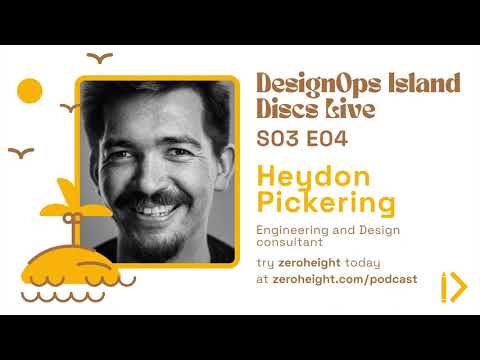 DesignOps Island
Discs Live
S03 E04
Heydon
Pickering
Engineering and Design
consultant
try zeroheight today
at zeroheight.com/podcast